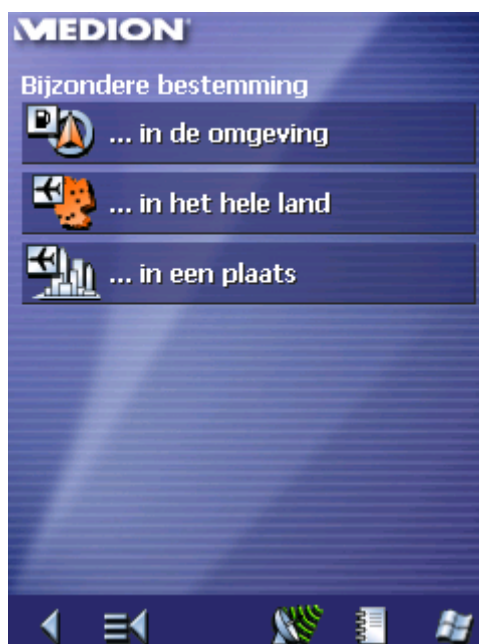 MEDION
Bijzondere bestemming
... in de omgeving
... in het hele land
... in een plaats